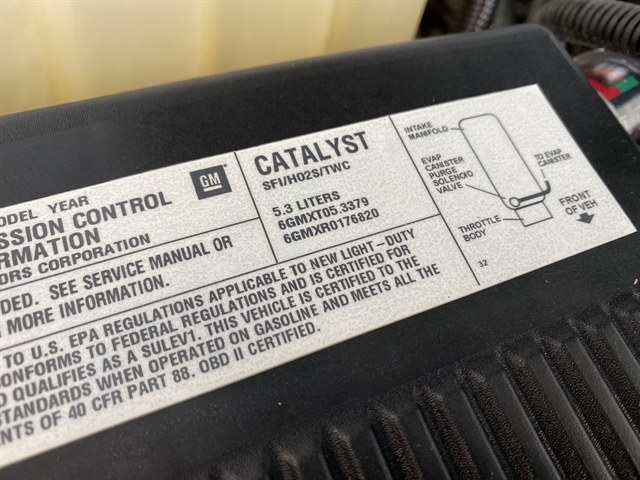 MODEL YEAR
GM
SSION CONTROL
ORMATION
ORS CORPORATION
DED. SEE SERVICE MANUAL OR
MORE INFORMATION.
CATALYST
SFI/HO2S/TWC
5.3 LITERS
6GMXT05.3379
6GMXR0176820
INTAKE
MANIFOLD
EVAP
CANISTER
PURGE
SOLENOID
VALVE
TO EVAP
CANISTER
THROTTLE
BODY
FRONT
OF VEH
32
TO U.S. EPA REGULATIONS APPLICABLE TO NEW LIGHT-DUTY
ONFORMS TO FEDERAL REGULATIONS AND IS CERTIFIED FOR
QUALIFIES AS A SULEV1. THIS VEHICLE IS CERTIFIED TO THE
STANDARDS WHEN OPERATED ON GASOLINE AND MEETS ALL THE
NTS OF 40 CFR PART 88. OBD II CERTIFIED.